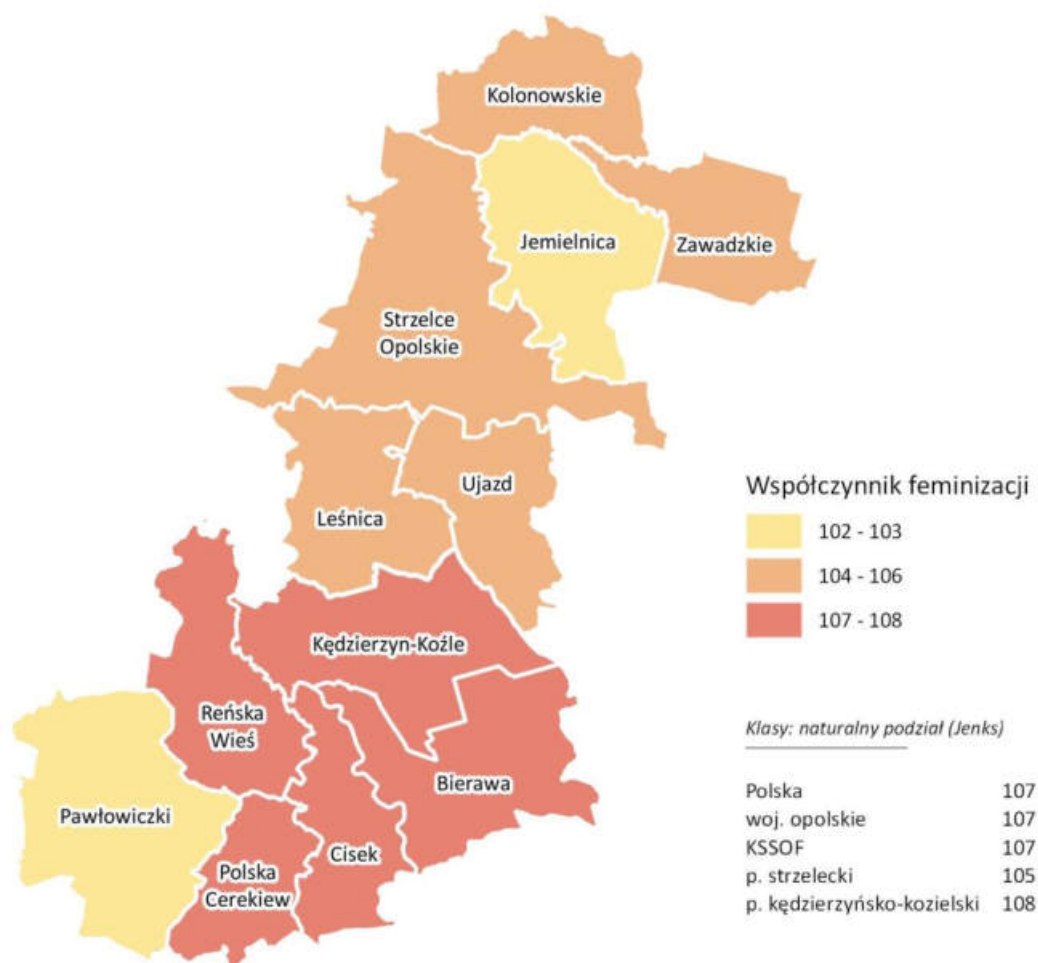 Kolonowskie
Jemielnica
Zawadzkie
Strzelce
Opolskie
Ujazd
Leśnica
Kędzierzyn-Koźle
Reńska
Wieś
Bierawa
Pawłowiczki
Cisek
Polska
Cerekiew
Współczynnik feminizacji
102 - 103
104 - 106
107 - 108
Klasy: naturalny podział (Jenks)
Polska 107
woj. opolskie 107
KSSOF 107
p. strzelecki 105
p. kędzierzyńsko-kozielski 108